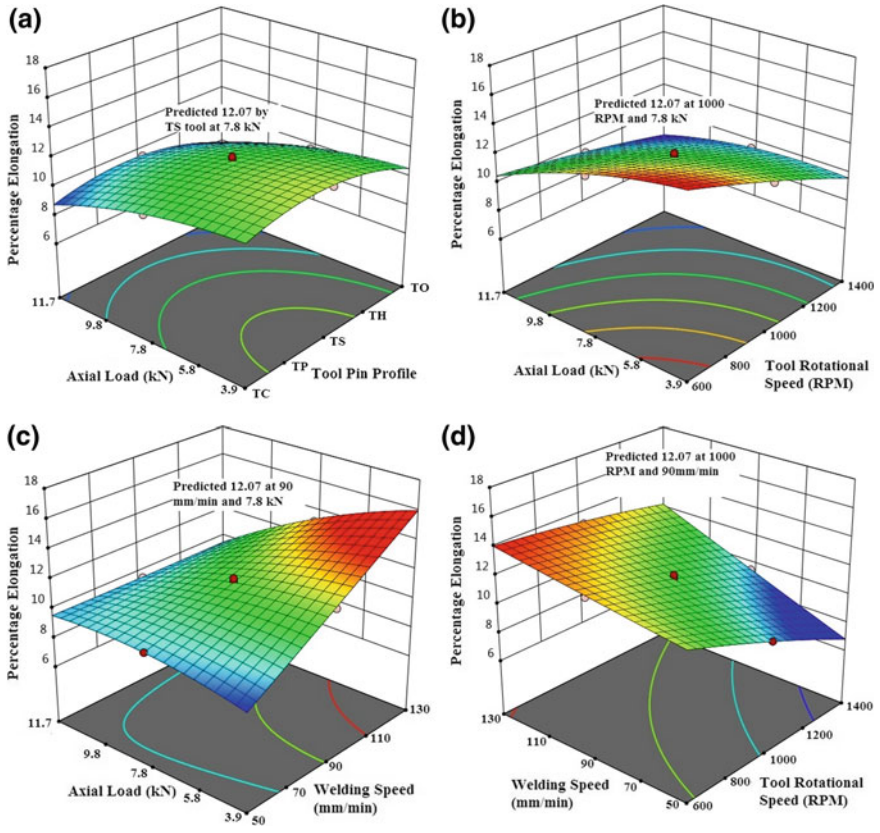 (a)
18
16
14
12
10
8
6
Percentage Elongation
Predicted 12.07 by
TS tool at 7.8 kN
11.7
9.8
7.8
5.8
3.9
Axial Load (kN)
TC
TP
TS
TH
TO
Tool Pin Profile
(b)
18
16
14
12
10
8
6
Percentage Elongation
Predicted 12.07 at 1000
RPM and 7.8 kN
11.7
9.8
7.8
5.8
3.9
Axial Load (kN)
600
800
1000
1200
1400
Tool Rotational
Speed (RPM)
(c)
18
16
14
12
10
8
6
Percentage Elongation
Predicted 12.07 at 90
mm/min and 7.8 kN
11.7
9.8
7.8
5.8
3.9
Axial Load (kN)
50
70
90
110
130
Welding Speed
(mm/min)
(d)
18
16
14
12
10
8
6
Percentage Elongation
Predicted 12.07 at 1000
RPM and 90mm/min
130
110
90
70
50
Welding Speed
(mm/min)
600
800
1000
1200
1400
Tool Rotational
Speed (RPM)